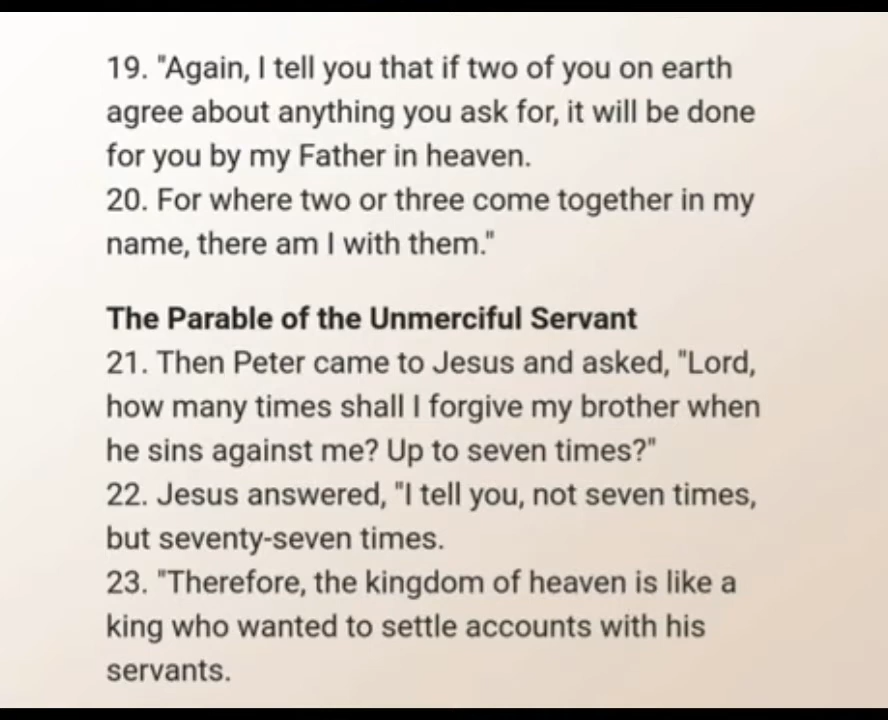 19. "Again, I tell you that if two of you on earth
agree about anything you ask for, it will be done
for you by my Father in heaven.
20. For where two or three come together in my
name, there am I with them."
The Parable of the Unmerciful Servant
21. Then Peter came to Jesus and asked, "Lord,
how many times shall I forgive my brother when
he sins against me? Up to seven times?"
22. Jesus answered, "I tell you, not seven times,
but seventy-seven times.
23. "Therefore, the kingdom of heaven is like a
king who wanted to settle accounts with his
servants.